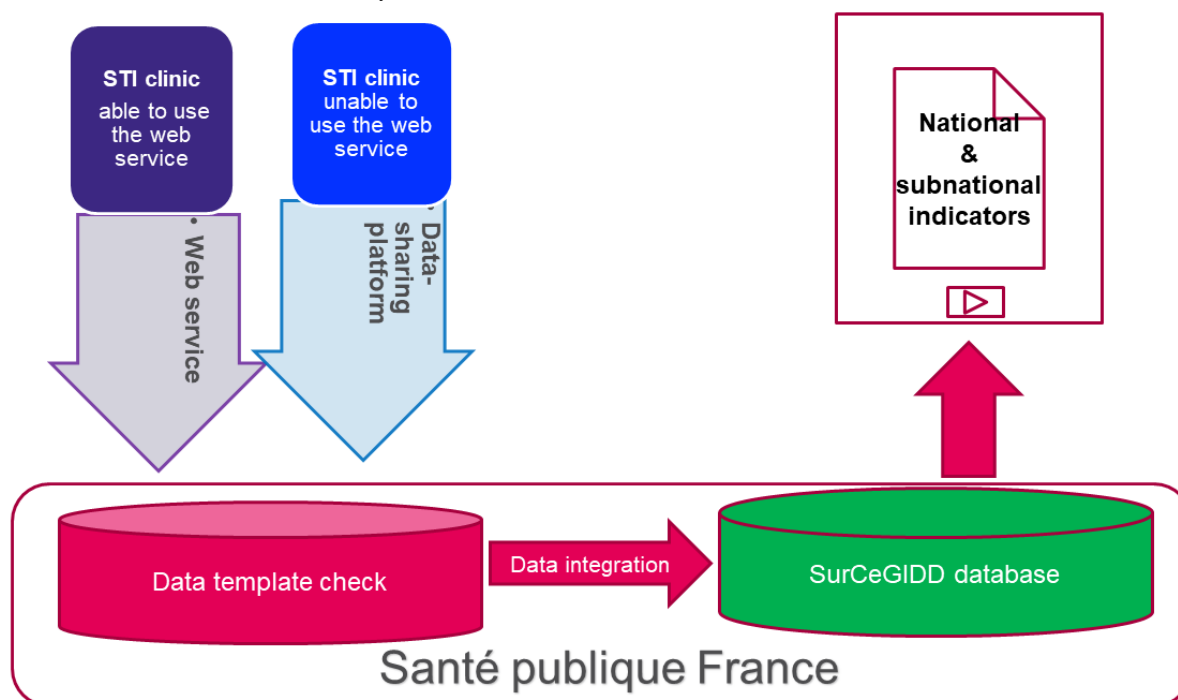 STI clinic
able to use
the web
service
STI clinic
unable to
use the web
service
• Web service
• Data-
sharing
platform
National
&
subnational
indicators
Data template check
Data integration
SurCeGIDD database
Santé publique France